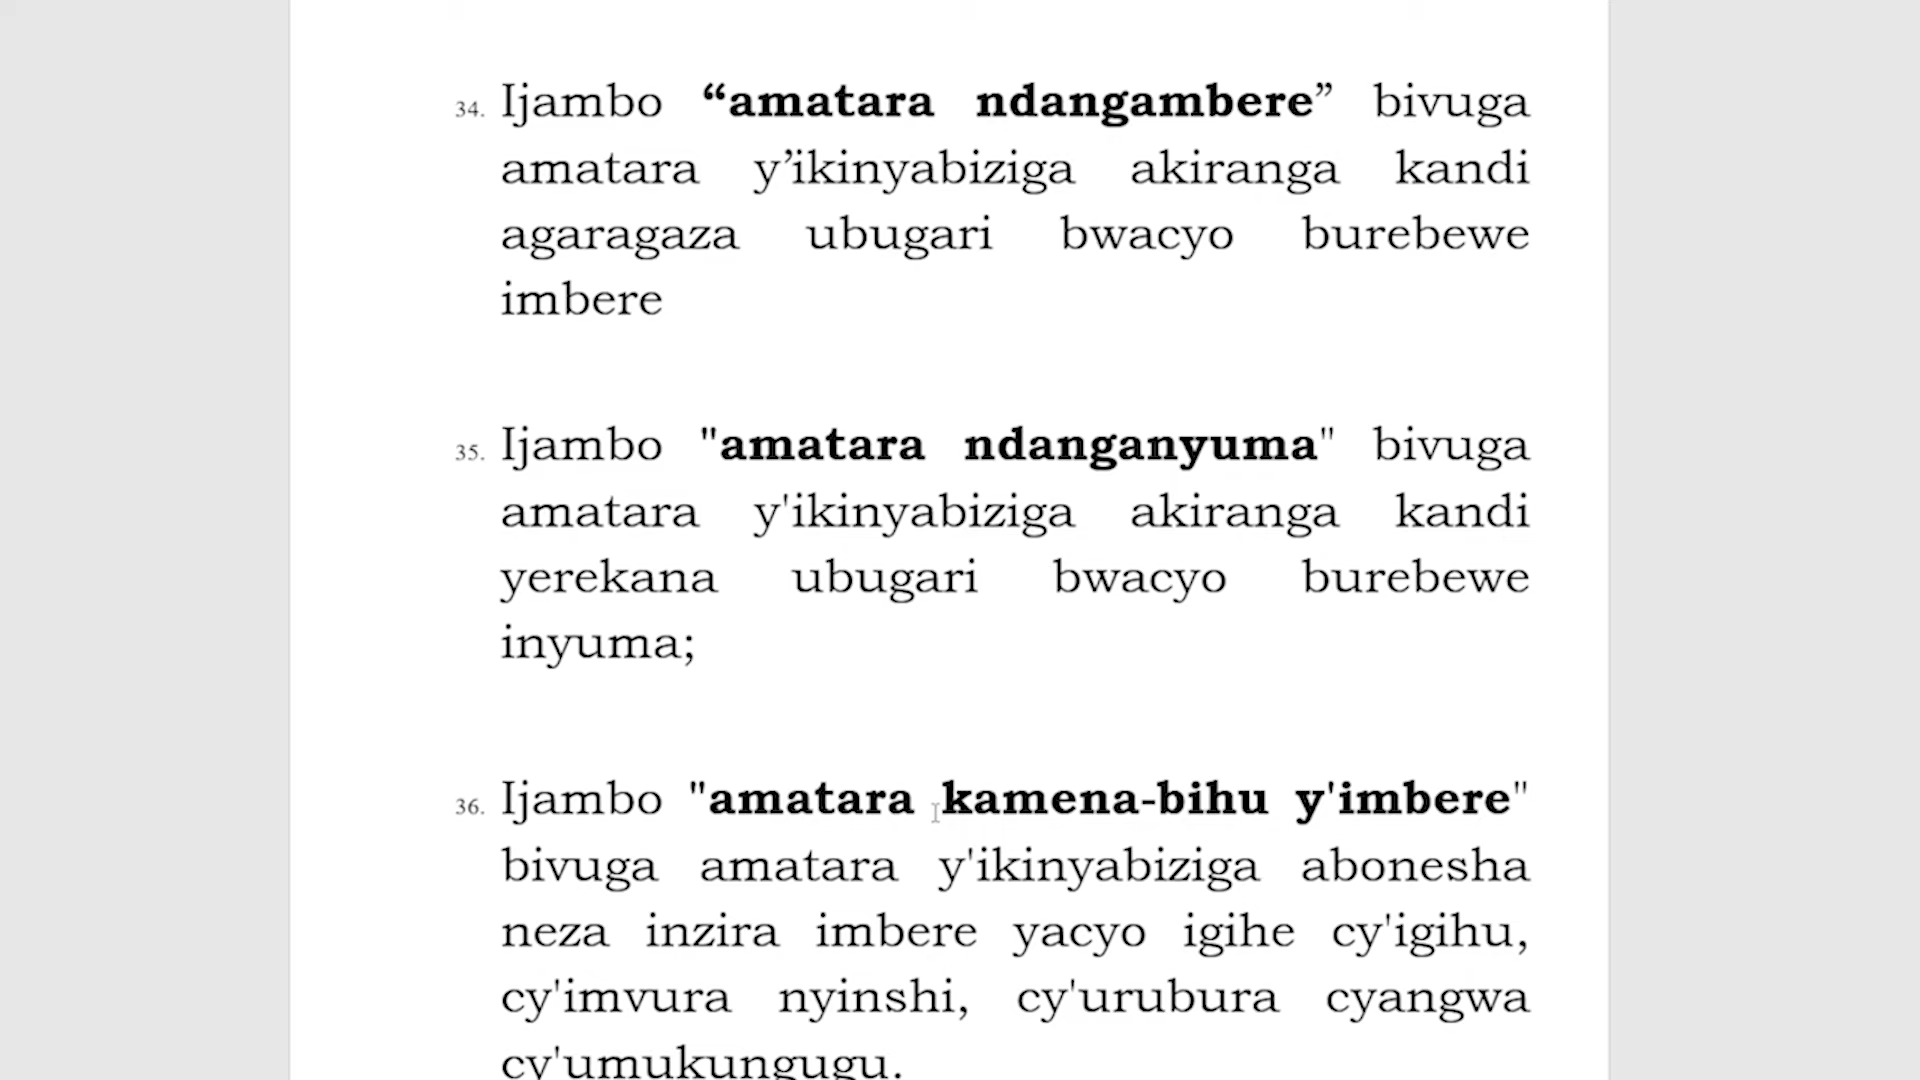 34. Ijambo “amatara ndangambere” bivuga
amatara y’ikinyabiziga akiranga kandi
agaragaza ubugari bwacyo burebewe
imbere
35. Ijambo "amatara ndanganyuma" bivuga
amatara y'ikinyabiziga akiranga kandi
yerekana ubugari bwacyo burebewe
inyuma;
36. Ijambo "amatara kamena-bihu y'imbere"
bivuga amatara y'ikinyabiziga abonesha
neza inzira imbere yacyo igihe cy'igihu,
cy'imvura nyinshi, cy'urubura cyangwa
cy'umukungugu.